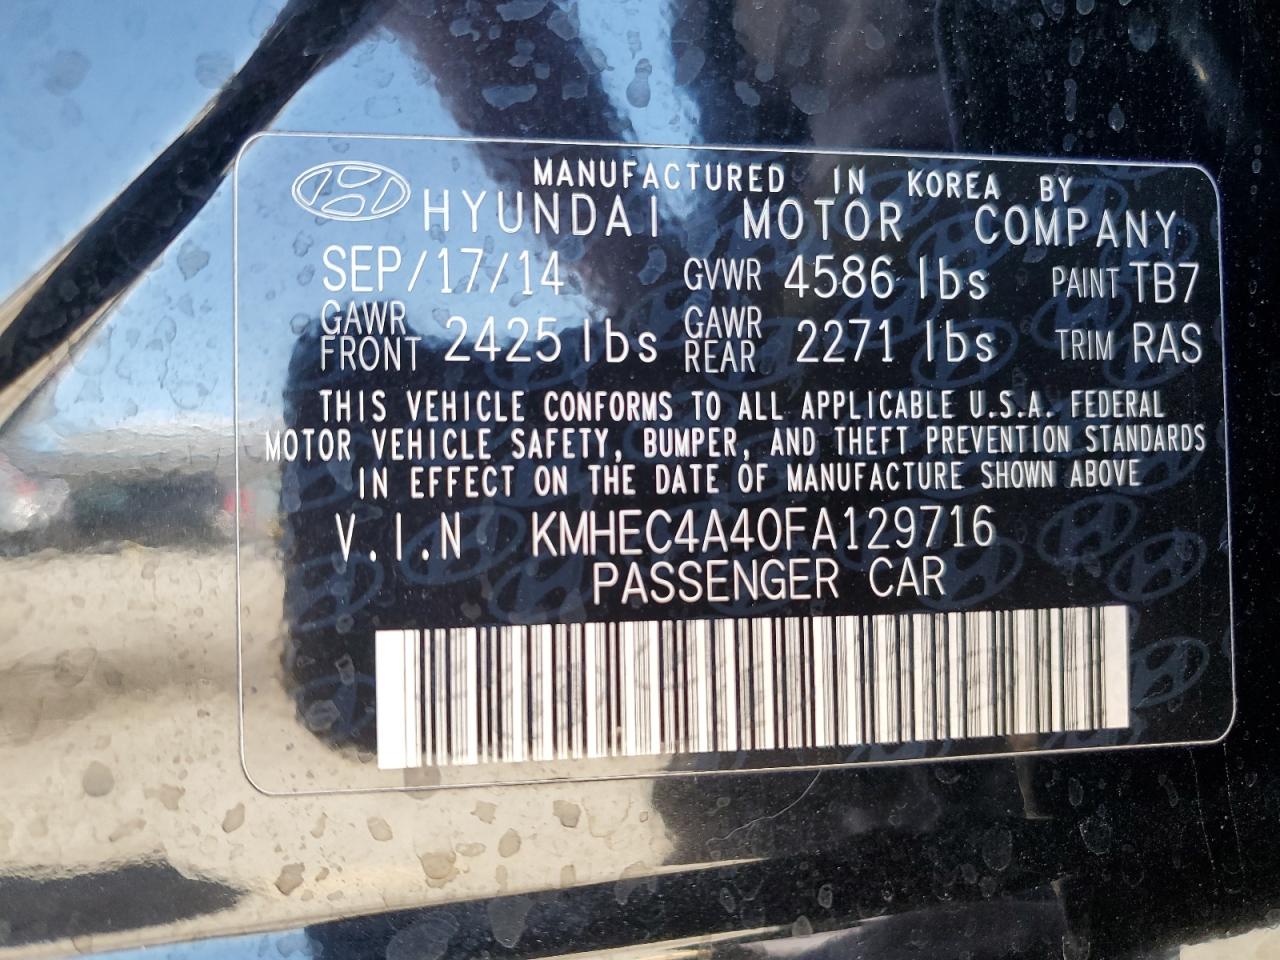 MANUFACTURED IN KOREA BY
HYUNDAI MOTOR COMPANY
SEP/17/14 GVWR 4586 lbs PAINT TB7
GAWR FRONT 2425 lbs GAWR REAR 2271 lbs TRIM RAS
THIS VEHICLE CONFORMS TO ALL APPLICABLE U.S.A. FEDERAL
MOTOR VEHICLE SAFETY, BUMPER, AND THEFT PREVENTION STANDARDS
IN EFFECT ON THE DATE OF MANUFACTURE SHOWN ABOVE
V.I.N KMHEC4A40FA129716
PASSENGER CAR